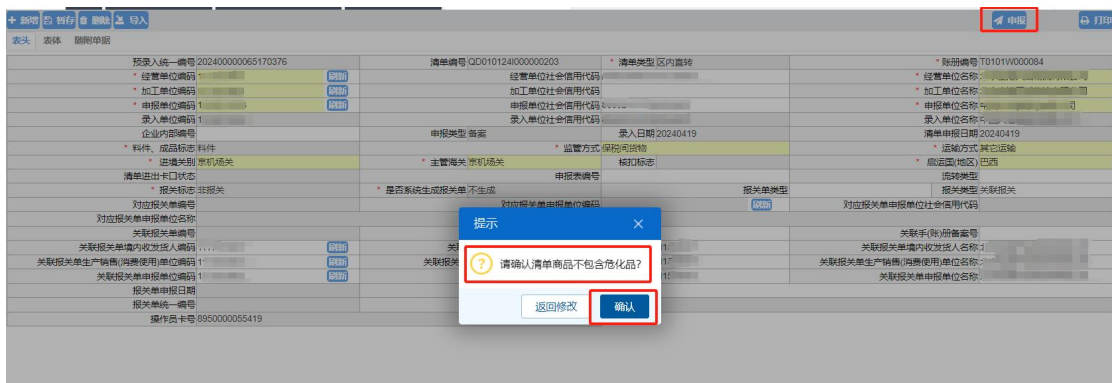 + 新增 暂存 删除 导入 申报 打印
表头 表体 随附单据
预录入统一编号 202400000065170376 清单编号 QD010124I000000203 * 清单类型 区内直转 * 账册编号 T0101W000084
* 经营单位编码 1 刷新 经营单位社会信用代码 * 经营单位名称
* 加工单位编码 刷新 加工单位社会信用代码 * 加工单位名称
* 申报单位编码 1 刷新 申报单位社会信用代码 * 申报单位名称
录入单位编码 1 录入单位社会信用代码 录入单位名称
企业内部编号 申报类型 备案 录入日期 20240419 清单申报日期 20240419
* 料件、成品标志 料件 * 监管方式 保税间货物 * 运输方式 其它运输
* 进境关别 京机场关 * 主管海关 京机场关 核扣标志 * 启运国(地区) 巴西
清单进出卡口状态 申报表编号 流转类型
* 报关标志 非报关 * 是否系统生成报关单 不生成 报关单类型 报关类型 关联报关
对应报关单编号 对应报关单申报单位编码 刷新 对应报关单申报单位社会信用代码
对应报关单申报单位名称
关联报关单编号 关联手(账)册备案号
关联报关单境内收发货人编码 刷新 关联报关单境内收发货人名称
关联报关单生产销售(消费使用)单位编码 1 刷新 关联报关 关联报关单生产销售(消费使用)单位名称
关联报关单申报单位编码 刷新 关联报关单申报单位名称
报关单申报日期
报关单统一编号
操作员卡号 8950000055419
提示 ×
? 请确认清单商品不包含危化品?
返回修改 确认